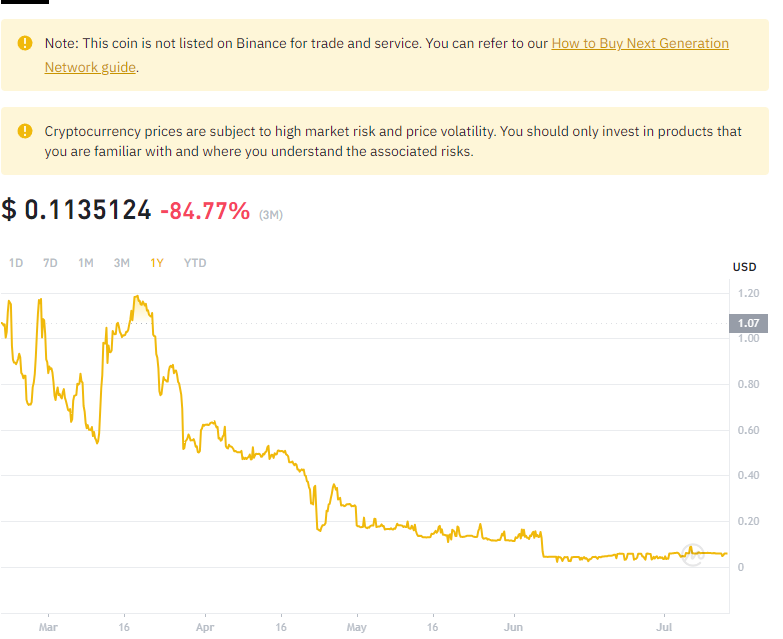 Note: This coin is not listed on Binance for trade and service. You can refer to our How to Buy Next Generation
Network guide.
Cryptocurrency prices are subject to high market risk and price volatility. You should only invest in products that
you are familiar with and where you understand the associated risks.
$ 0.1135124 -84.77% (3M)
1D 7D 1M 3M 1Y YTD
USD
1.20
1.07
1.00
0.80
0.60
0.40
0.20
0
Mar 16 Apr 16 May 16 Jun Jul